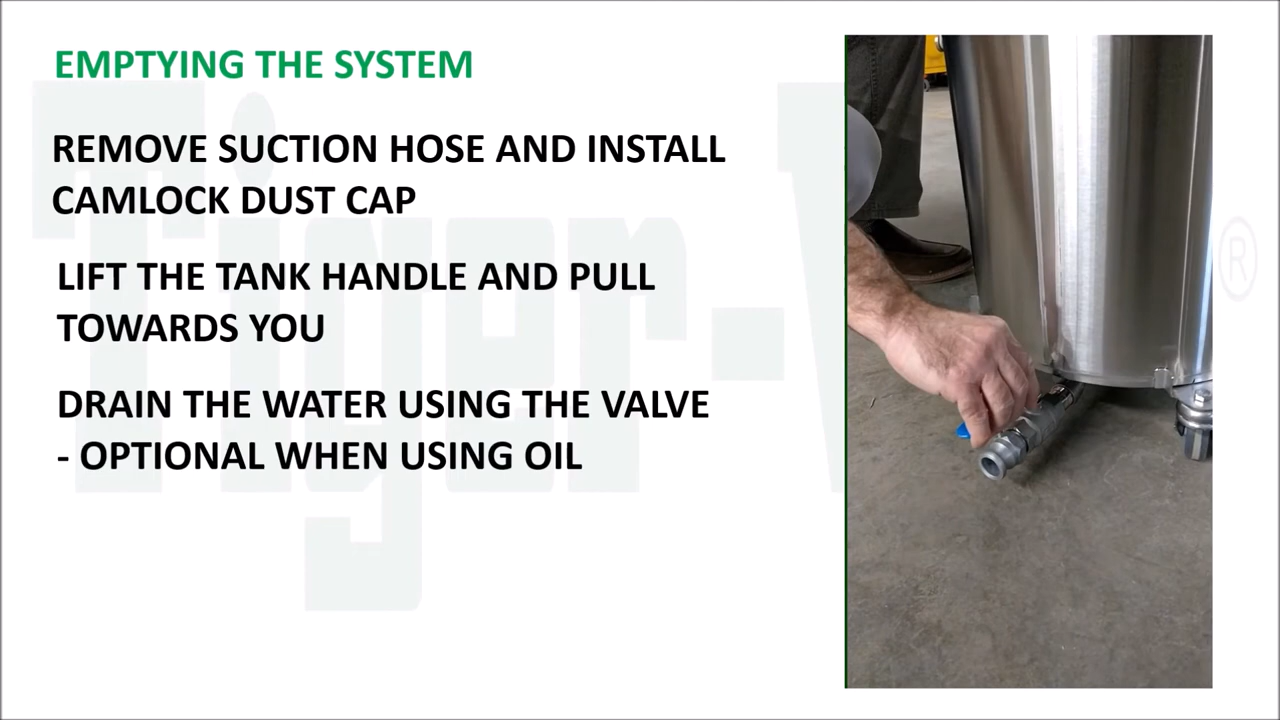 EMPTYING THE SYSTEM
REMOVE SUCTION HOSE AND INSTALL
CAMLOCK DUST CAP
LIFT THE TANK HANDLE AND PULL
TOWARDS YOU
DRAIN THE WATER USING THE VALVE
- OPTIONAL WHEN USING OIL
Tiger-V ®